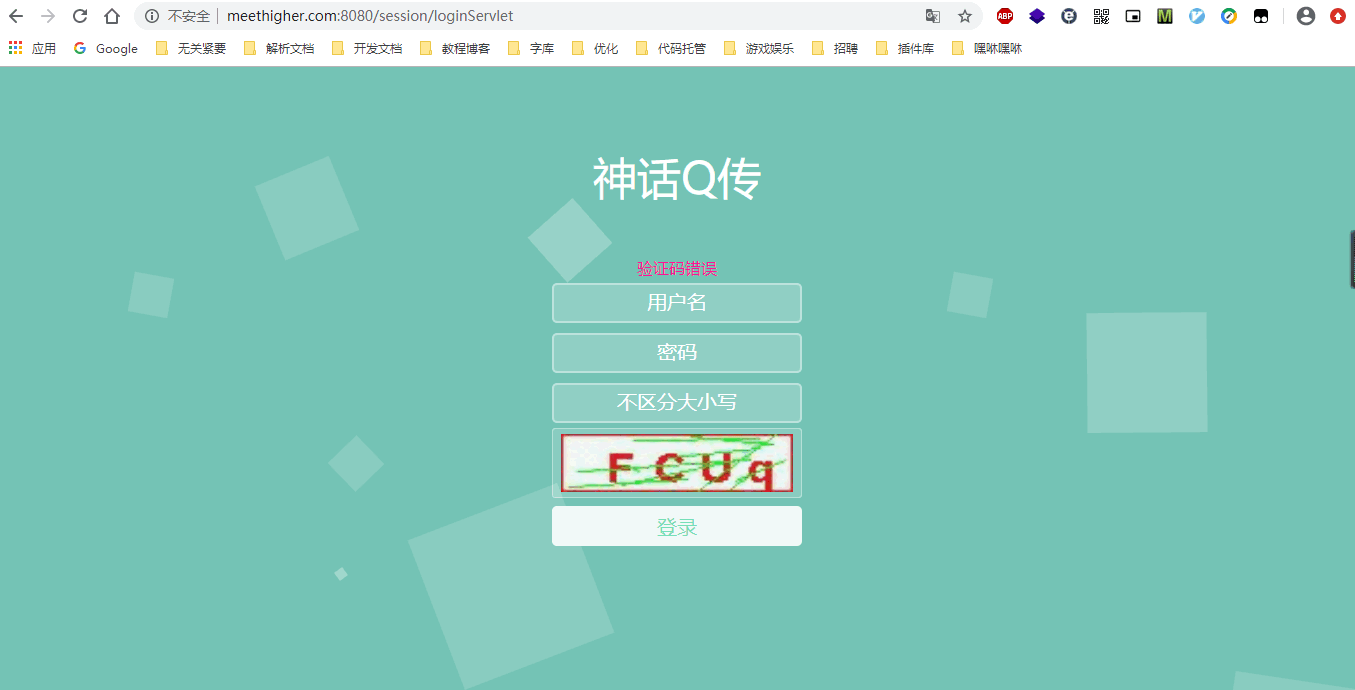 不安全 meethigher.com:8080/session/loginServlet
应用 Google 无关紧要 解析文档 开发文档 教程博客 字库 优化 代码托管 游戏娱乐 招聘 插件库 嘿咻嘿咻
神话Q传
验证码错误
用户名
密码
不区分大小写
F C U q
登录